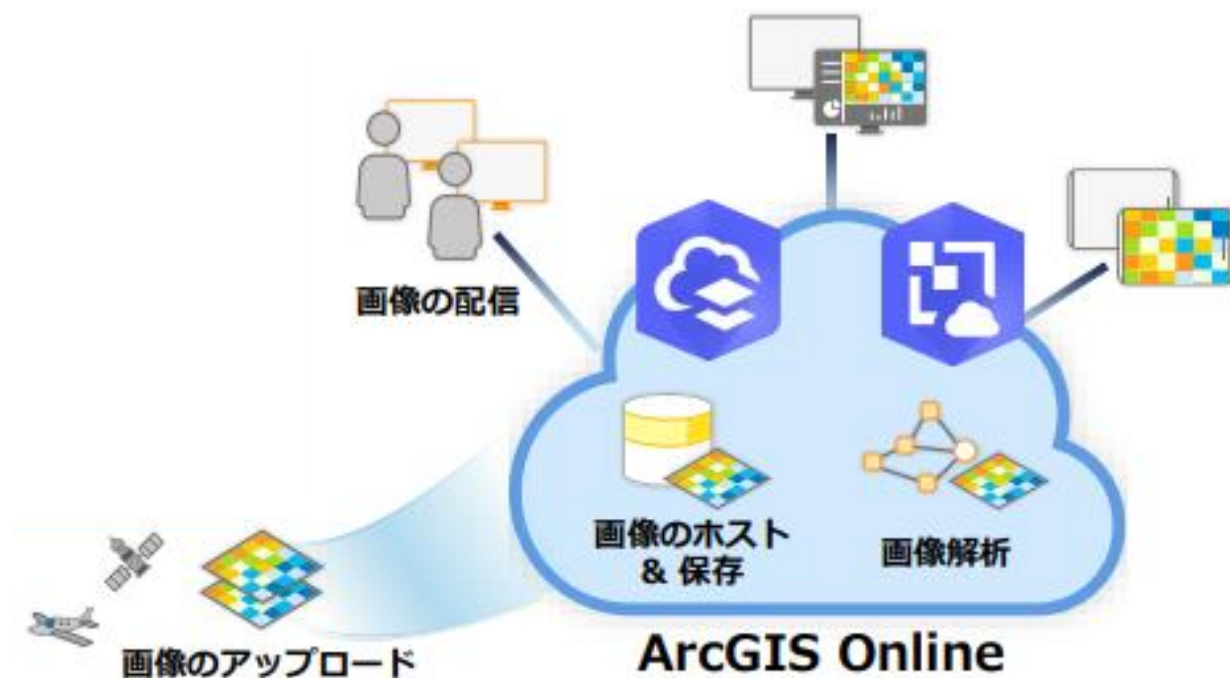 画像の配信
画像のホスト
& 保存
画像解析
画像のアップロード
ArcGIS Online